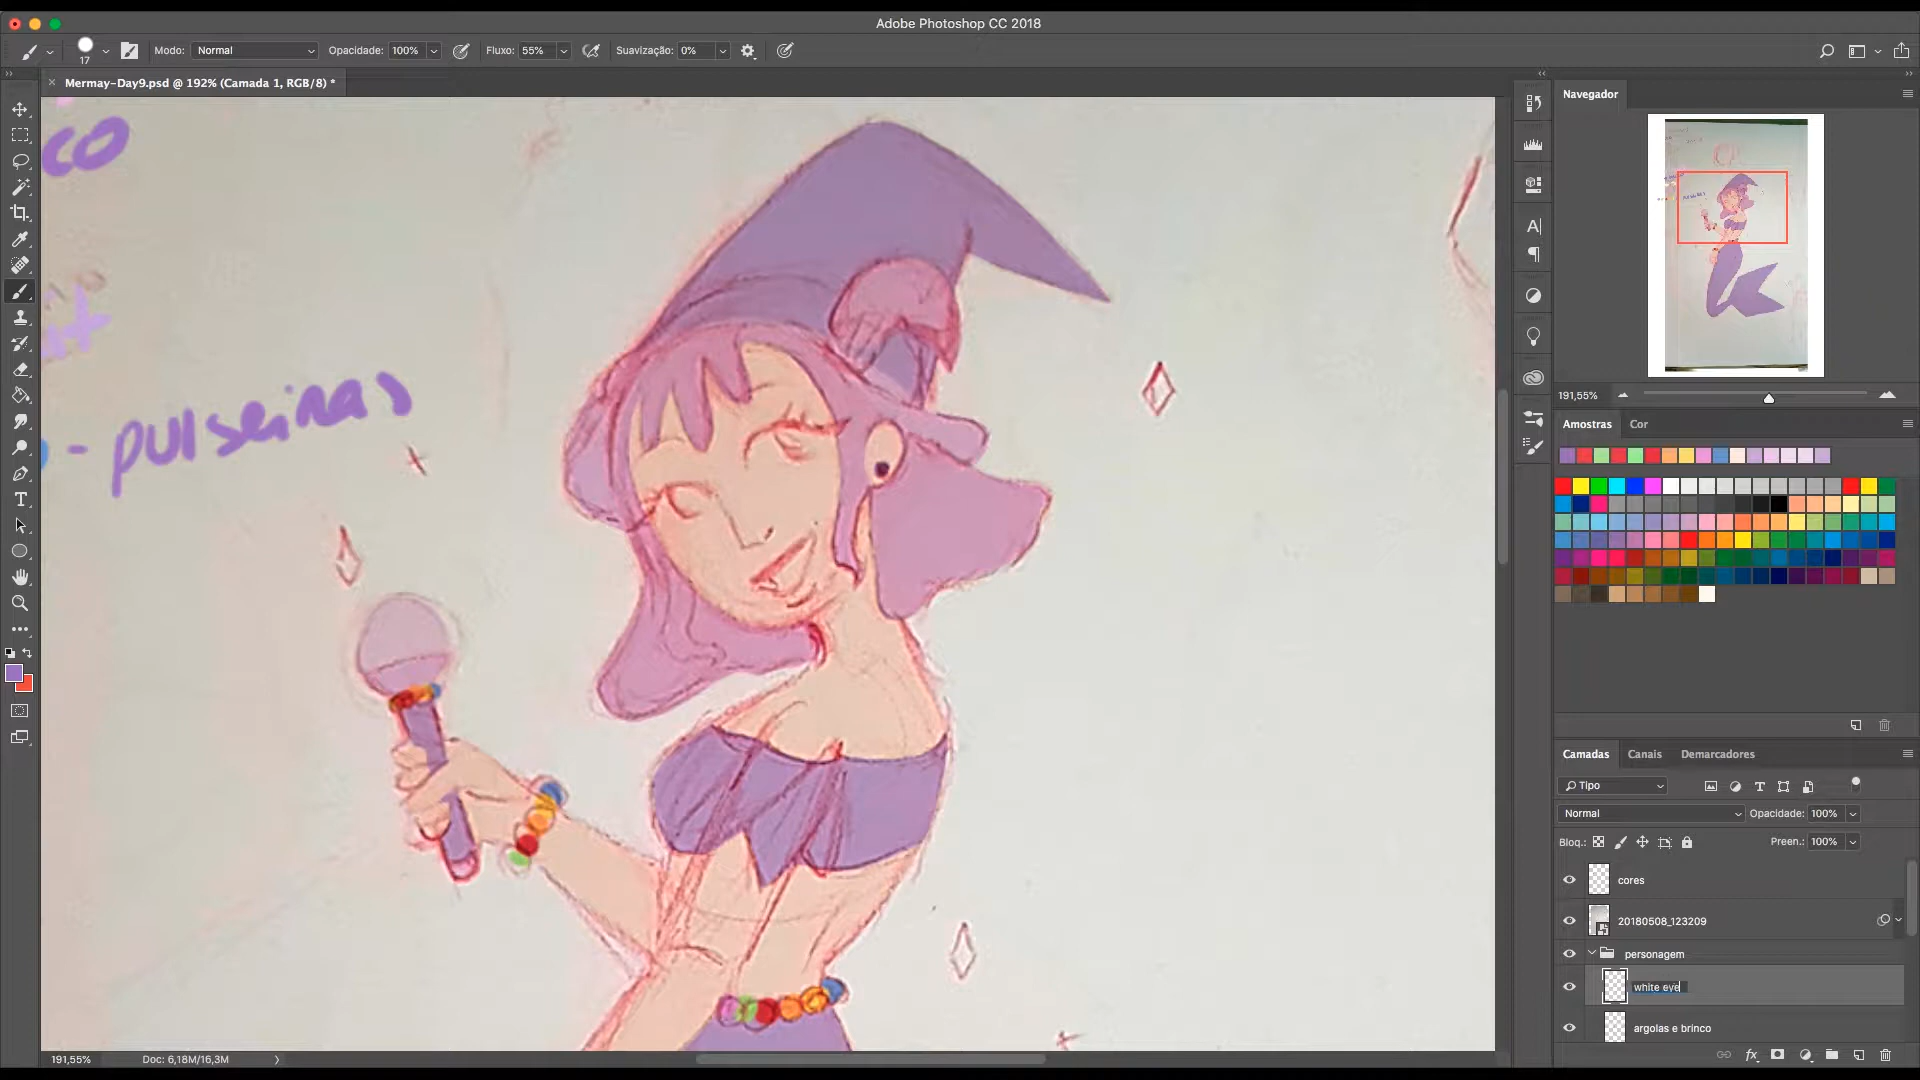 Adobe Photoshop CC 2018
17
Modo: Normal
Opacidade: 100%
Fluxo: 55%
Suavização: 0%
Mermay-Day9.psd @ 192% (Camada 1, RGB/8) *
Navegador
co
- pulseiras
191,55%
Amostras
Cor
Camadas
Canais
Demarcadores
Tipo
Normal
Opacidade: 100%
Bloq.:
Preen.: 100%
cores
20180508_123209
personagem
white eye
argolas e brinco
191,55%
Doc: 6,18M/16,3M